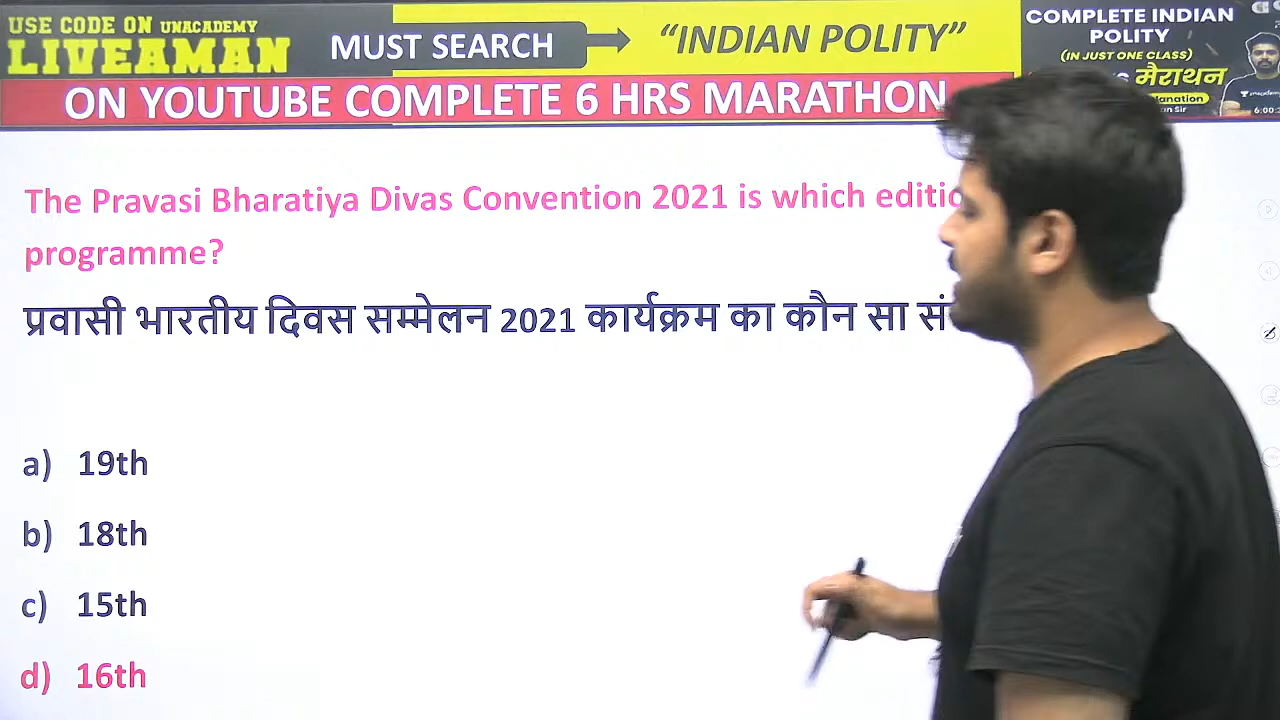 USE CODE ON UNACADEMY
LIVEAMAN
MUST SEARCH
“INDIAN POLITY”
ON YOUTUBE COMPLETE 6 HRS MARATHON
COMPLETE INDIAN
POLITY
(IN JUST ONE CLASS)
मैराथन
The Pravasi Bharatiya Divas Convention 2021 is which
programme?
प्रवासी भारतीय दिवस सम्मेलन 2021 कार्यक्रम का कौन सा
a) 19th
b) 18th
c) 15th
d) 16th